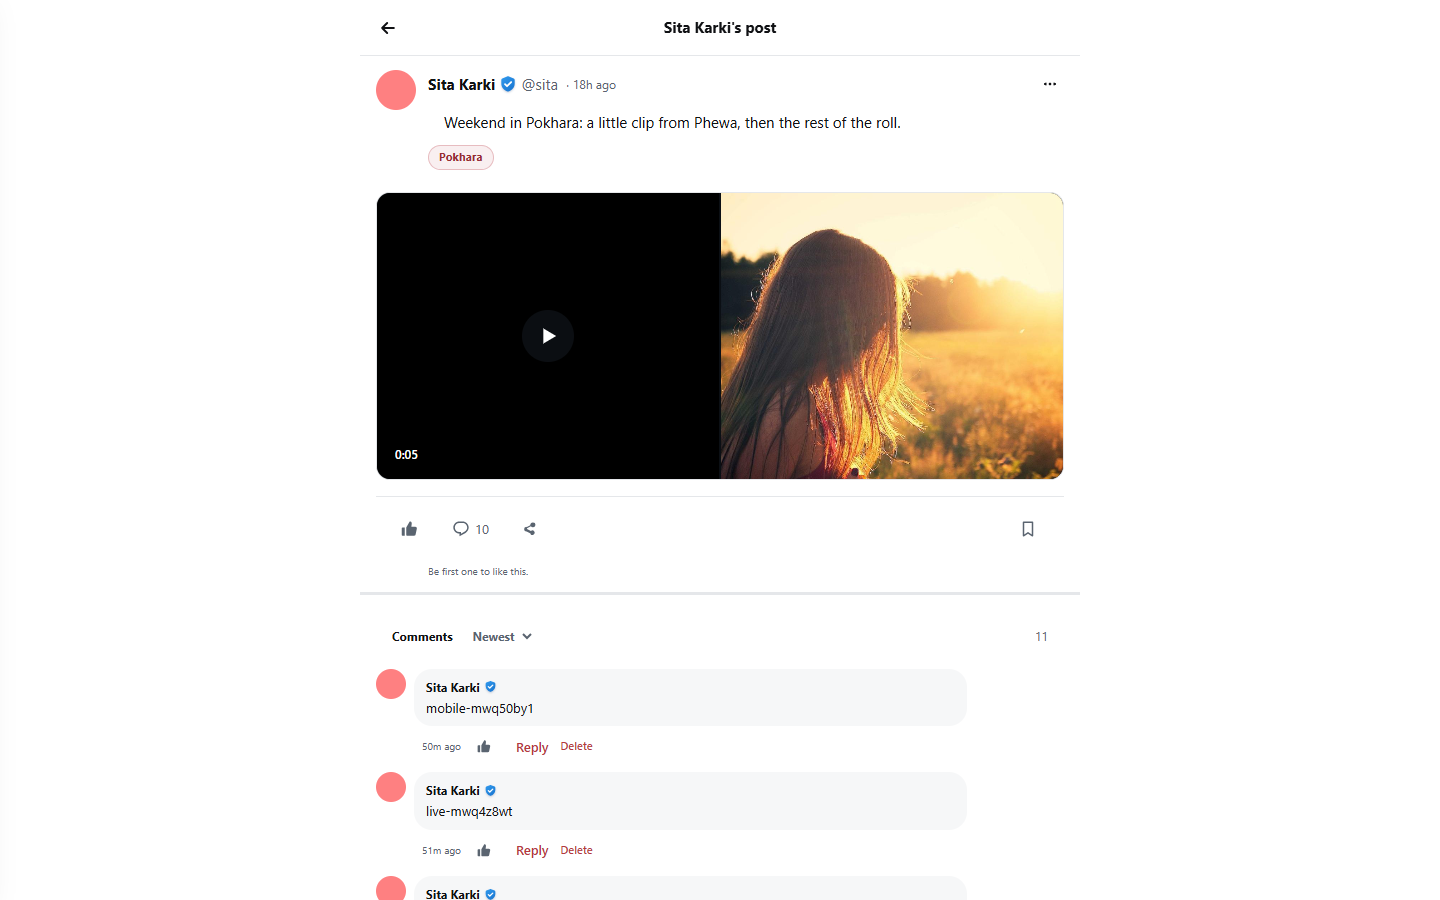 Sita Karki's post
Sita Karki @sita · 18h ago
Weekend in Pokhara: a little clip from Phewa, then the rest of the roll.
Pokhara
0:05
10
Be first one to like this.
Comments Newest 11
Sita Karki
mobile-mwq50by1
50m ago Reply Delete
Sita Karki
live-mwq4z8wt
51m ago Reply Delete
Sita Karki